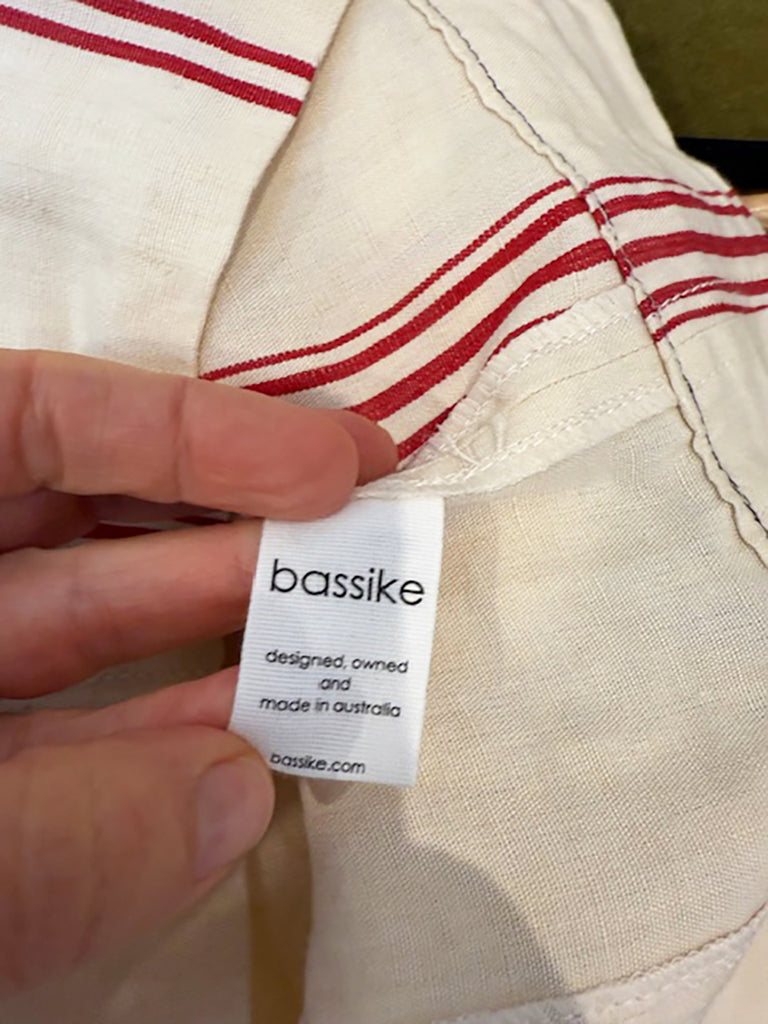 bassike
designed, owned
and
made in australia
bassike.com